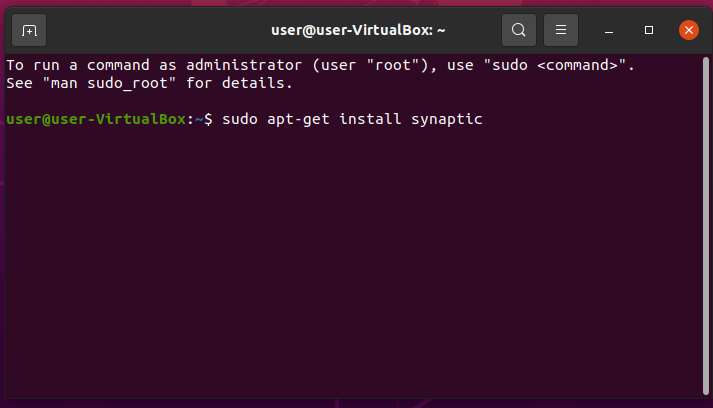 user@user-VirtualBox: ~
To run a command as administrator (user "root"), use "sudo <command>".
See "man sudo_root" for details.
user@user-VirtualBox:~$ sudo apt-get install synaptic